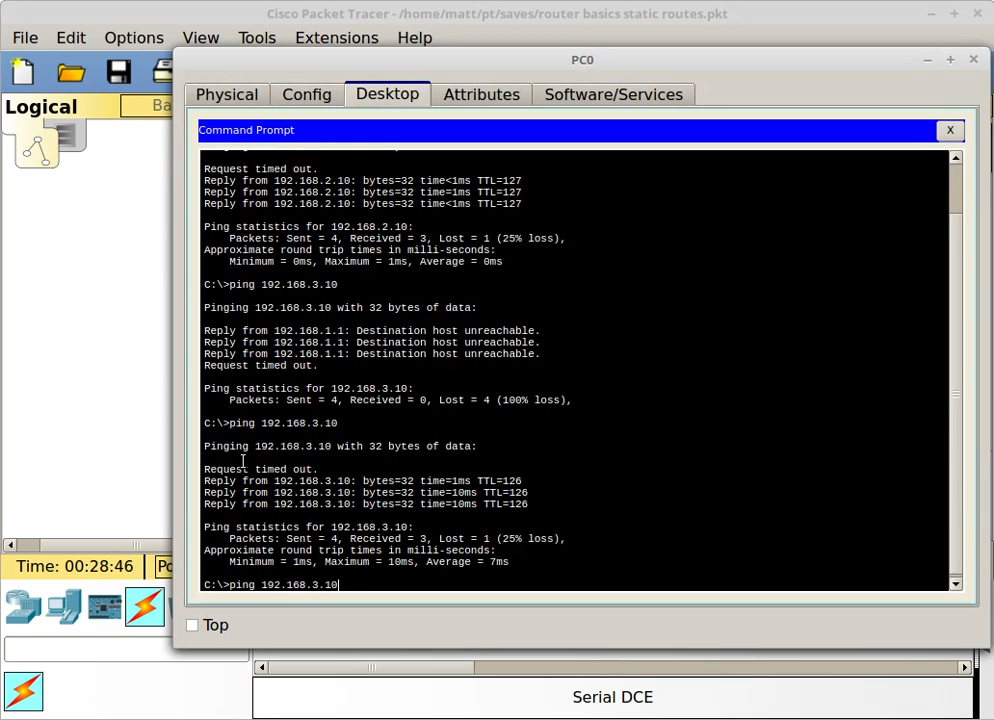 Cisco Packet Tracer - /home/matt/pt/saves/router basics static routes.pkt
File Edit Options View Tools Extensions Help
PC0
Logical
Ba
Physical Config Desktop Attributes Software/Services
Command Prompt
X
Request timed out.
Reply from 192.168.2.10: bytes=32 time<1ms TTL=127
Reply from 192.168.2.10: bytes=32 time=1ms TTL=127
Reply from 192.168.2.10: bytes=32 time<1ms TTL=127
Ping statistics for 192.168.2.10:
Packets: Sent = 4, Received = 3, Lost = 1 (25% loss),
Approximate round trip times in milli-seconds:
Minimum = 0ms, Maximum = 1ms, Average = 0ms
C:\>ping 192.168.3.10
Pinging 192.168.3.10 with 32 bytes of data:
Reply from 192.168.1.1: Destination host unreachable.
Reply from 192.168.1.1: Destination host unreachable.
Reply from 192.168.1.1: Destination host unreachable.
Request timed out.
Ping statistics for 192.168.3.10:
Packets: Sent = 4, Received = 0, Lost = 4 (100% loss),
C:\>ping 192.168.3.10
Pinging 192.168.3.10 with 32 bytes of data:
Request timed out.
Reply from 192.168.3.10: bytes=32 time=1ms TTL=126
Reply from 192.168.3.10: bytes=32 time=10ms TTL=126
Reply from 192.168.3.10: bytes=32 time=10ms TTL=126
Ping statistics for 192.168.3.10:
Packets: Sent = 4, Received = 3, Lost = 1 (25% loss),
Approximate round trip times in milli-seconds:
Minimum = 1ms, Maximum = 10ms, Average = 7ms
C:\>ping 192.168.3.10
Time: 00:28:46
Po
Top
Serial DCE